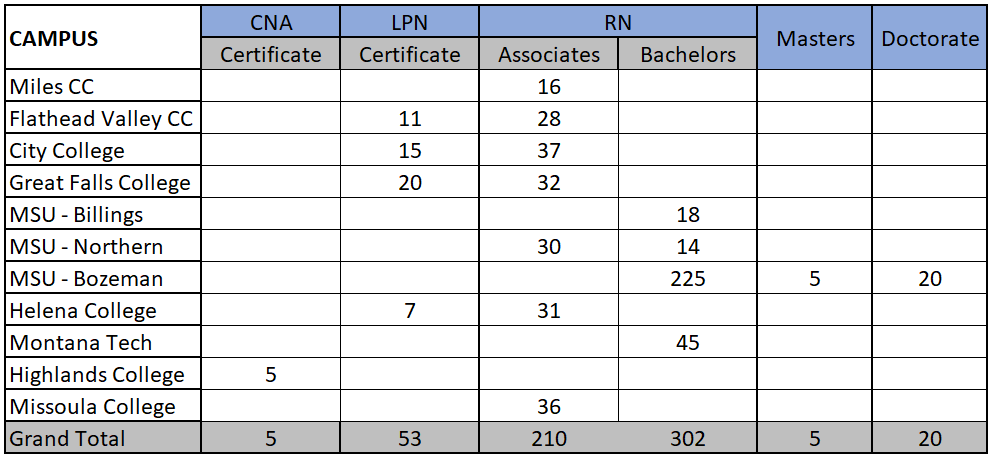 CAMPUS CNA LPN RN Masters Doctorate
Certificate Certificate Associates Bachelors
Miles CC 16
Flathead Valley CC 11 28
City College 15 37
Great Falls College 20 32
MSU - Billings 18
MSU - Northern 30 14
MSU - Bozeman 225 5 20
Helena College 7 31
Montana Tech 45
Highlands College 5
Missoula College 36
Grand Total 5 53 210 302 5 20